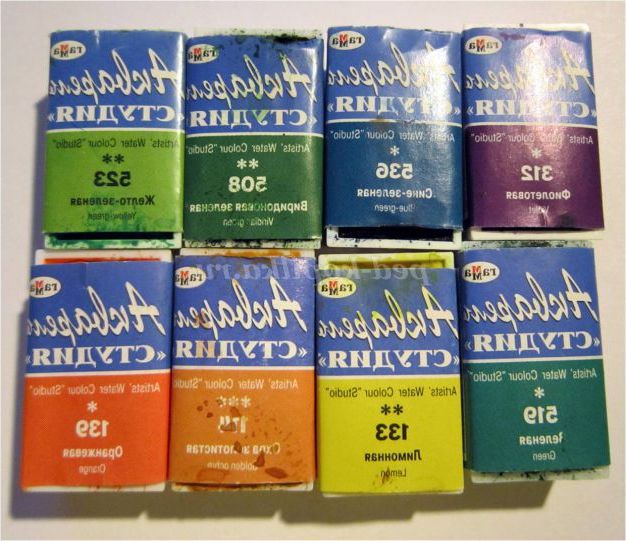 гаММа
Акварель
«СТУДИЯ»
Artists' Water Colour "Studio"
**
523
Желто-зеленая
Yellow-green
гаММа
Акварель
«СТУДИЯ»
Artists' Water Colour "Studio"
**
508
Виридоновая зеленая
Viridian green
гаММа
Акварель
«СТУДИЯ»
Artists' Water Colour "Studio"
*
536
Сине-зеленая
Blue-green
гаММа
Акварель
«СТУДИЯ»
Artists' Water Colour "Studio"
*
312
Фиолетовая
Violet
ped-kopilka.ru
гаММа
Акварель
«СТУДИЯ»
Artists' Water Colour "Studio"
*
139
Оранжевая
Orange
гаММа
Акварель
«СТУДИЯ»
Artists' Water Colour "Studio"
***
Охра золотистая
Golden ochre
гаММа
Акварель
«СТУДИЯ»
Artists' Water Colour "Studio"
**
133
Лимонная
Lemon
гаММа
Акварель
«СТУДИЯ»
Artists' Water Colour "Studio"
*
519
Зеленая
Green